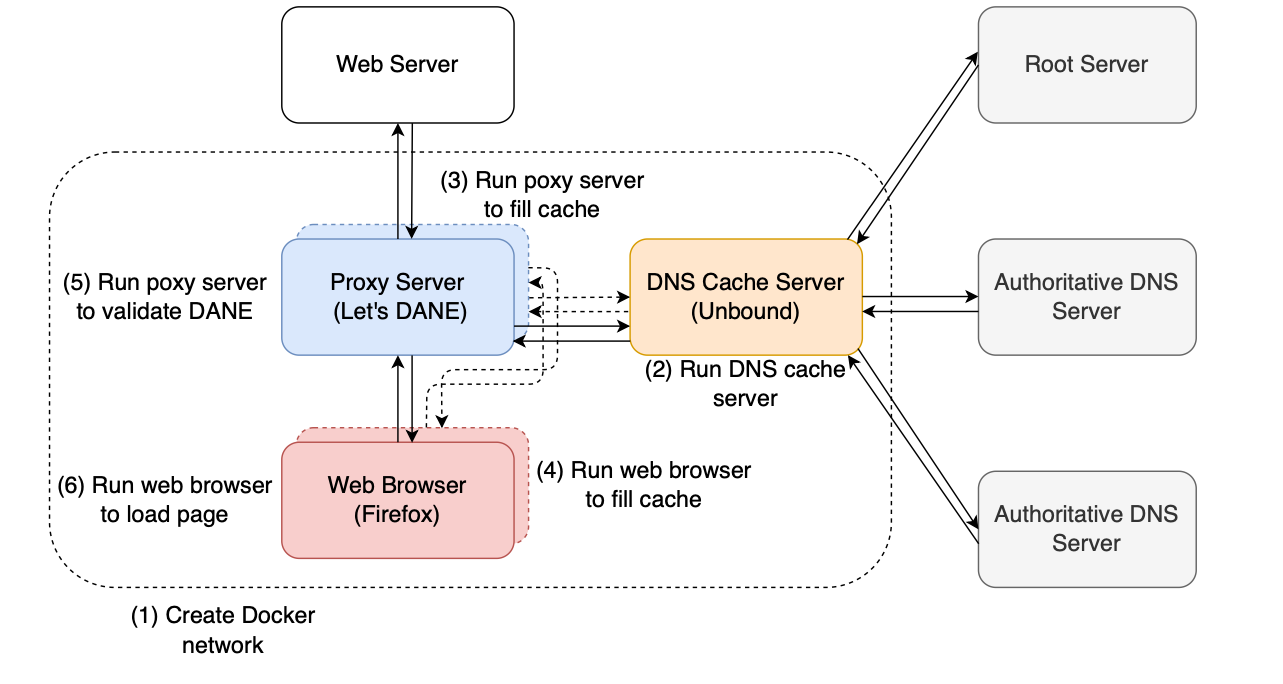 Web Server
Root Server
(3) Run poxy server
to fill cache
(5) Run poxy server
to validate DANE
Proxy Server
(Let's DANE)
DNS Cache Server
(Unbound)
Authoritative DNS
Server
(2) Run DNS cache
server
(6) Run web browser
to load page
Web Browser
(Firefox)
(4) Run web browser
to fill cache
Authoritative DNS
Server
(1) Create Docker
network